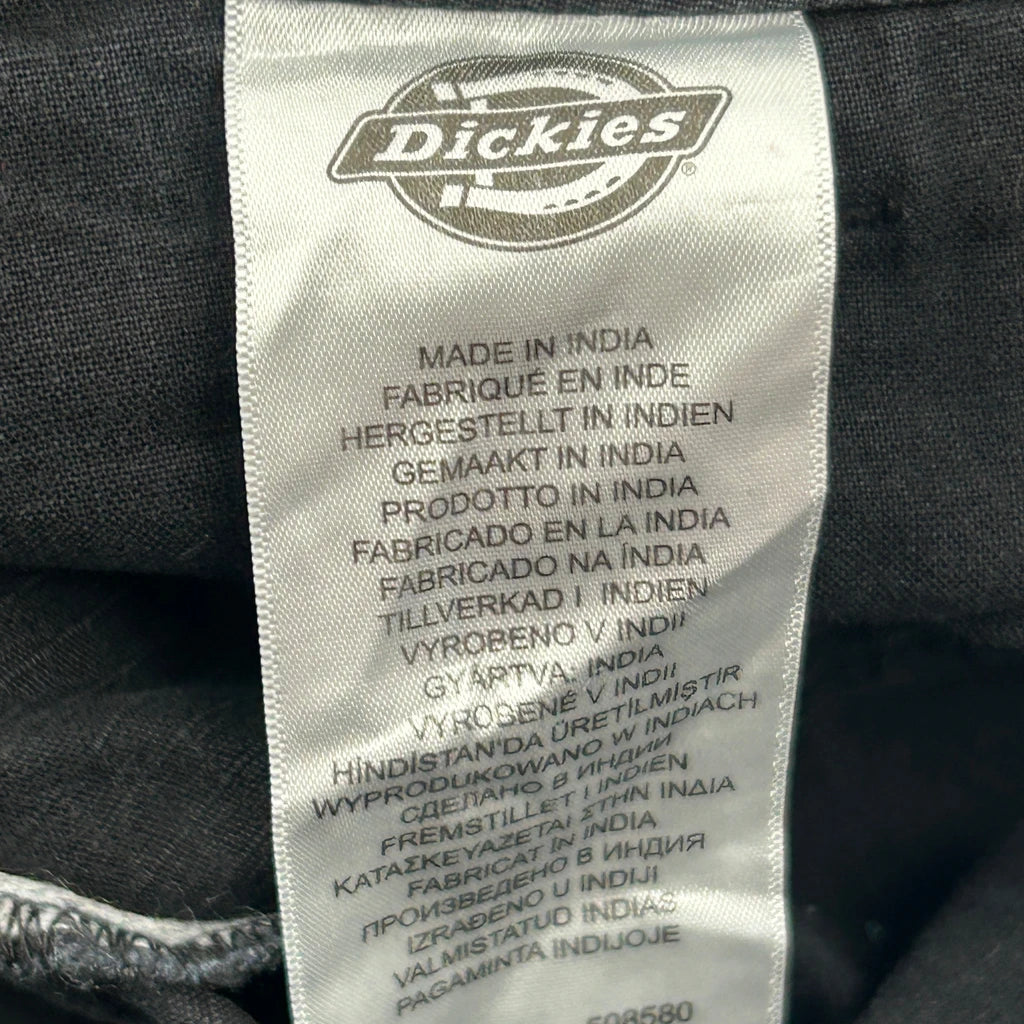 Dickies®
MADE IN INDIA
FABRIQUÉ EN INDE
HERGESTELLT IN INDIEN
GEMAAKT IN INDIA
PRODOTTO IN INDIA
FABRICADO EN LA INDIA
FABRICADO NA ÍNDIA
TILLVERKAD I INDIEN
VYROBENO V INDII
GYÁRTVA: INDIA
VYROBENÉ V INDII
HİNDİSTAN'DA ÜRETİLMİŞTİR
WYPRODUKOWANO W INDIACH
СДЕЛАНО В ИНДИИ
FREMSTILLET I INDIEN
ΚΑΤΑΣΚΕΥΑΖΕΤΑΙ ΣΤΗΝ ΙΝΔΙΑ
FABRICAT ÎN INDIA
ПРОИЗВЕДЕНО В ИНДИЯ
IZRAĐENO U INDIJI
VALMISTATUD INDIAS
PAGAMINTA INDIJOJE